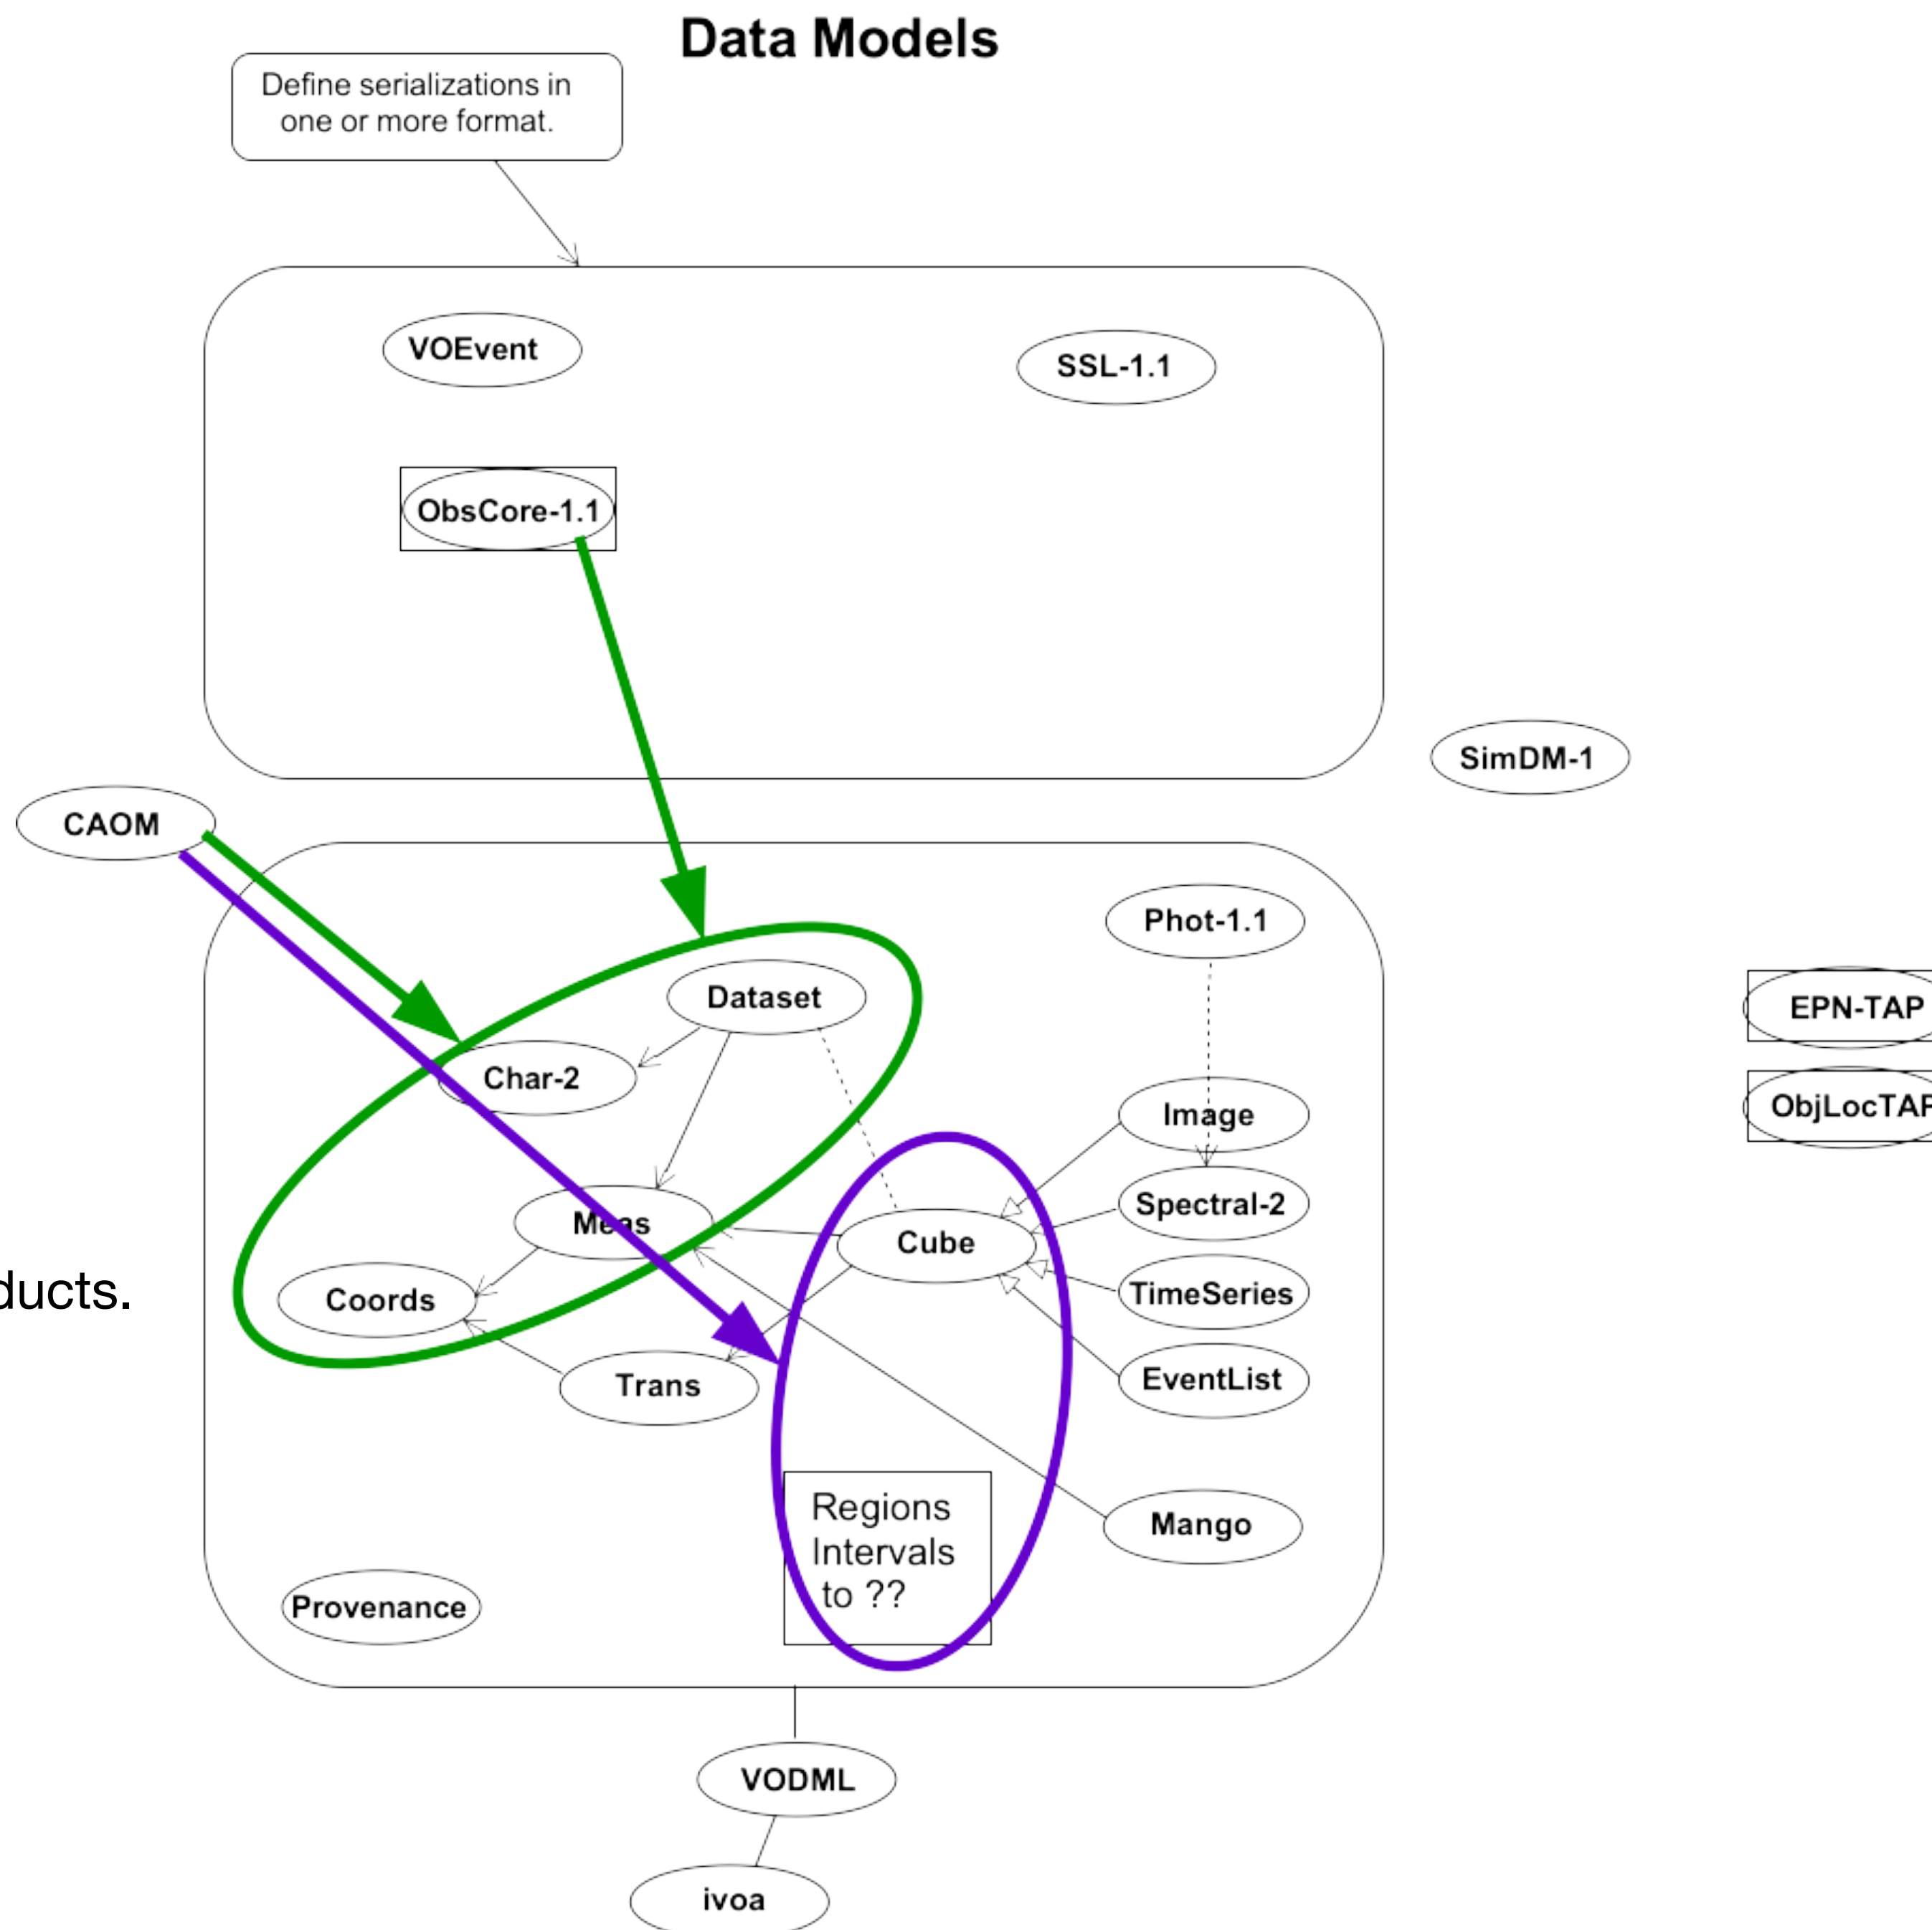 Data Models
Define serializations in
one or more format.
VOEvent
SSL-1.1
ObsCore-1.1
SimDM-1
CAOM
Phot-1.1
Dataset
EPN-TAP
Char-2
Image
ObjLocTAP
Spectral-2
Meas
Cube
ducts.
Coords
TimeSeries
Trans
EventList
Regions
Intervals
to ??
Mango
Provenance
VODML
ivoa